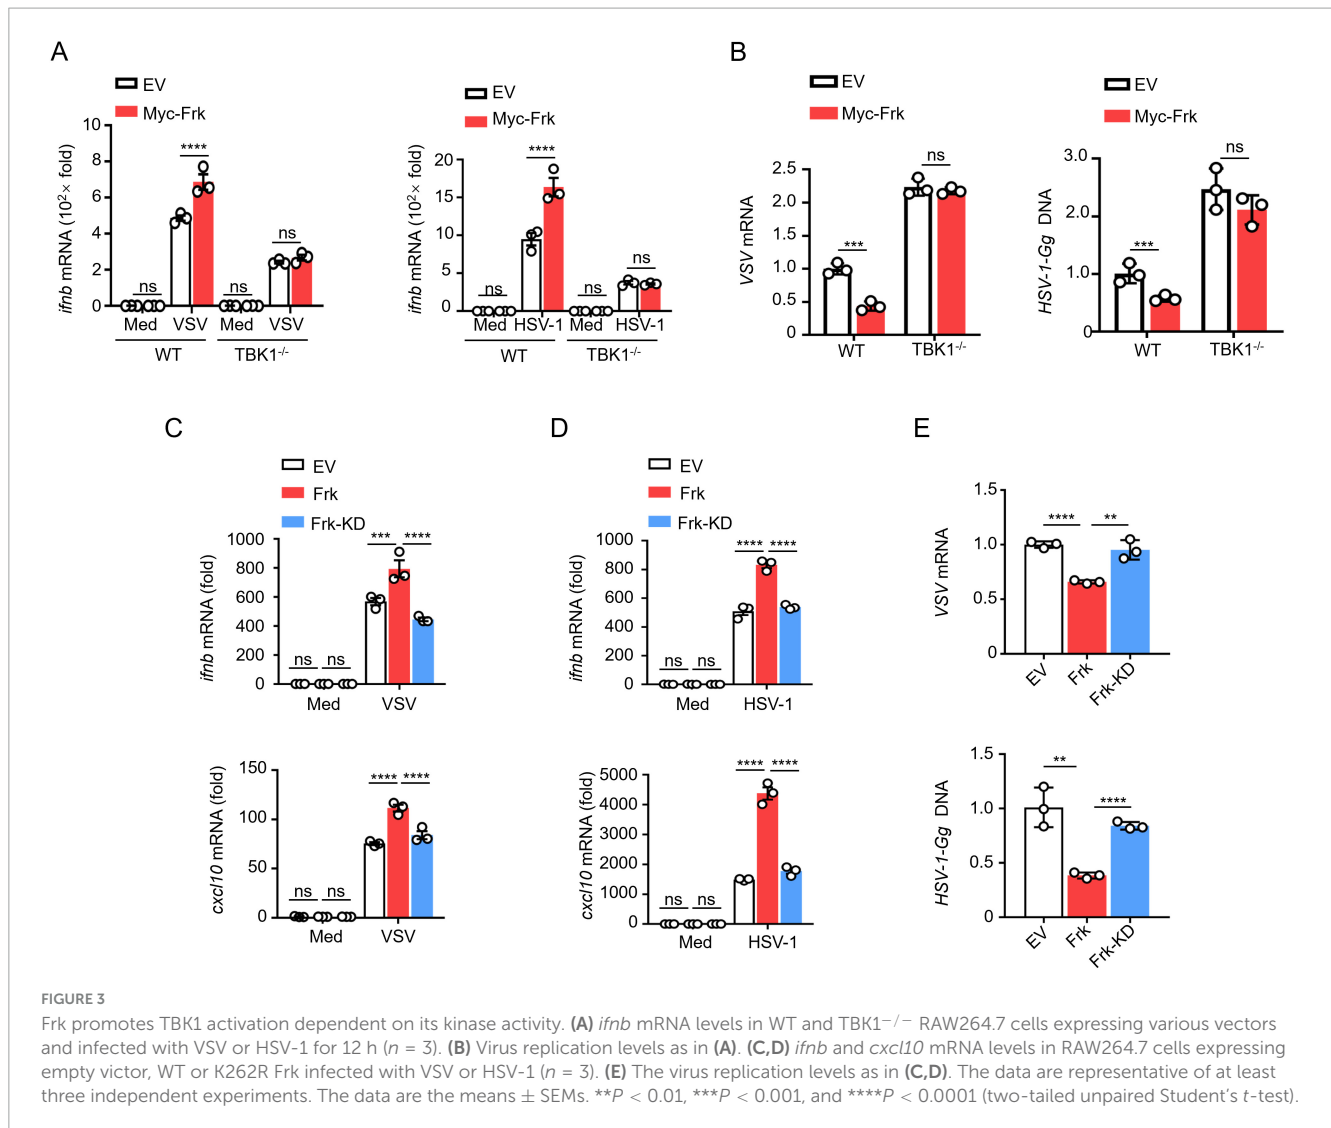 A
EV
Myc-Frk
ifnb mRNA (10²× fold)
10
8
6
4
2
0
****
ns
ns
ns
Med
VSV
Med
VSV
WT
TBK1-/-
EV
Myc-Frk
ifnb mRNA (10²× fold)
20
15
10
5
0
****
ns
ns
ns
Med
HSV-1
Med
HSV-1
WT
TBK1-/-
B
EV
Myc-Frk
VSV mRNA
2.5
2.0
1.5
1.0
0.5
0
***
ns
WT
TBK1-/-
EV
Myc-Frk
HSV-1-Gg DNA
3.0
2.0
1.0
0
***
ns
WT
TBK1-/-
C
EV
Frk
Frk-KD
ifnb mRNA (fold)
1000
800
600
400
200
0
ns ns
*** ****
Med
VSV
cxcl10 mRNA (fold)
150
100
50
0
ns ns
**** ****
Med
VSV
D
EV
Frk
Frk-KD
ifnb mRNA (fold)
1000
800
600
400
200
0
ns ns
**** ****
Med
HSV-1
cxcl10 mRNA (fold)
5000
4000
3000
2000
1000
0
ns ns
**** ****
Med
HSV-1
E
VSV mRNA
1.5
1.0
0.5
0
**** **
EV
Frk
Frk-KD
HSV-1-Gg DNA
1.5
1.0
0.5
0
**
****
EV
Frk
Frk-KD
FIGURE 3
Frk promotes TBK1 activation dependent on its kinase activity. (A) ifnb mRNA levels in WT and TBK1−/− RAW264.7 cells expressing various vectors
and infected with VSV or HSV-1 for 12 h (n = 3). (B) Virus replication levels as in (A). (C,D) ifnb and cxcl10 mRNA levels in RAW264.7 cells expressing
empty victor, WT or K262R Frk infected with VSV or HSV-1 (n = 3). (E) The virus replication levels as in (C,D). The data are representative of at least
three independent experiments. The data are the means ± SEMs. **P < 0.01, ***P < 0.001, and ****P < 0.0001 (two-tailed unpaired Student's t-test).